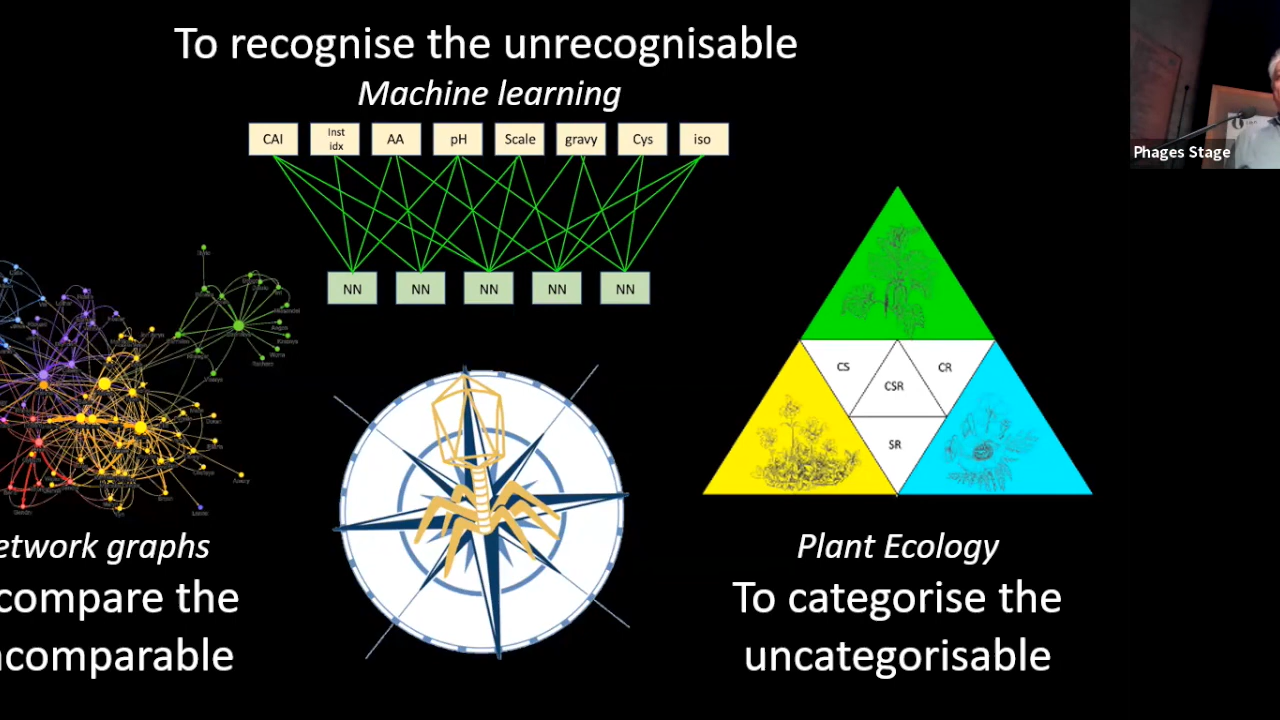 To recognise the unrecognisable
Machine learning
CAI
Inst
idx
AA
pH
Scale
gravy
Cys
iso
NN
NN
NN
NN
NN
Phages Stage
CS
CSR
CR
SR
etwork graphs
compare the
comparable
Plant Ecology
To categorise the
uncategorisable